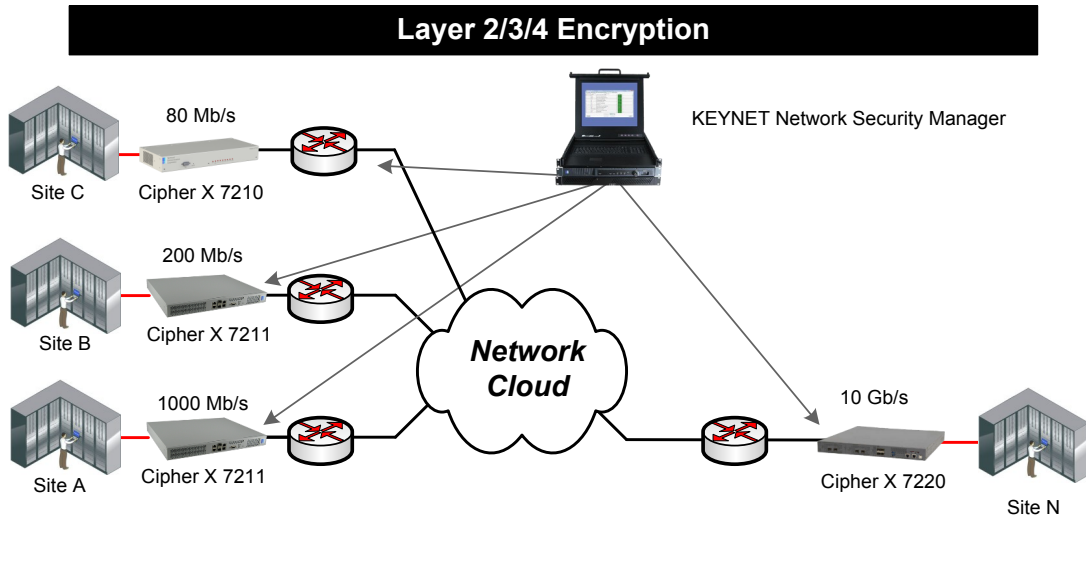 Layer 2/3/4 Encryption
KEYNET Network Security Manager
80 Mb/s
Site C
Cipher X 7210
200 Mb/s
Site B
Cipher X 7211
1000 Mb/s
Site A
Cipher X 7211
Network
Cloud
10 Gb/s
Cipher X 7220
Site N